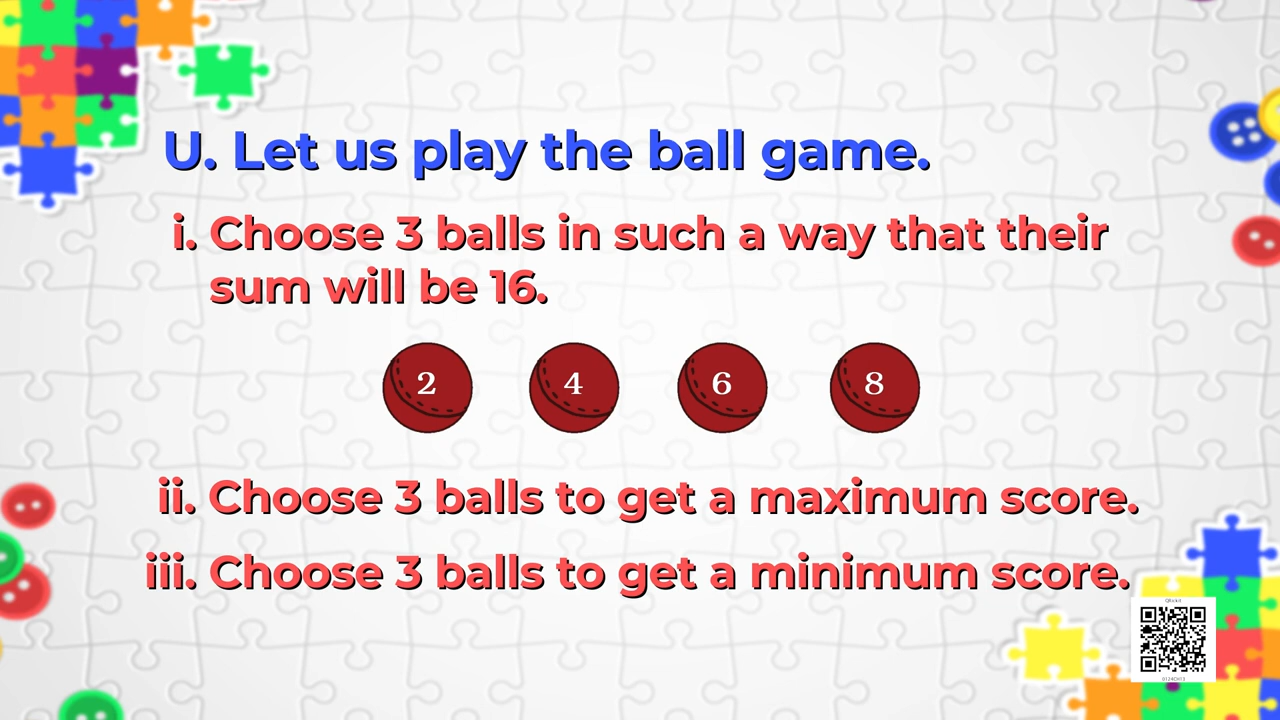 U. Let us play the ball game.
i. Choose 3 balls in such a way that their
sum will be 16.
2 4 6 8
ii. Choose 3 balls to get a maximum score.
iii. Choose 3 balls to get a minimum score.